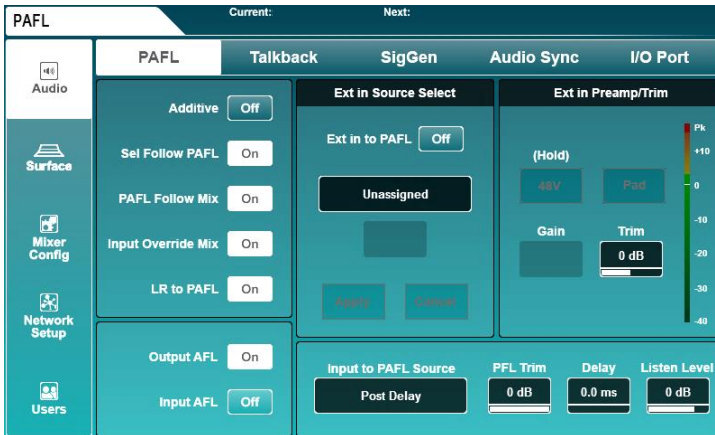 PAFL
Current:
Next:
Audio
Surface
Mixer
Config
Network
Setup
Users
PAFL
Talkback
SigGen
Audio Sync
I/O Port
Additive
Off
Sel Follow PAFL
On
PAFL Follow Mix
On
Input Override Mix
On
LR to PAFL
On
Output AFL
On
Input AFL
Off
Ext in Source Select
Ext in to PAFL
Off
Unassigned
Apply
Cancel
Ext in Preamp/Trim
(Hold)
48V
Pad
Gain
Trim
0 dB
Pk
+10
0
-10
-20
-30
-40
Input to PAFL Source
Post Delay
PFL Trim
0 dB
Delay
0.0 ms
Listen Level
0 dB